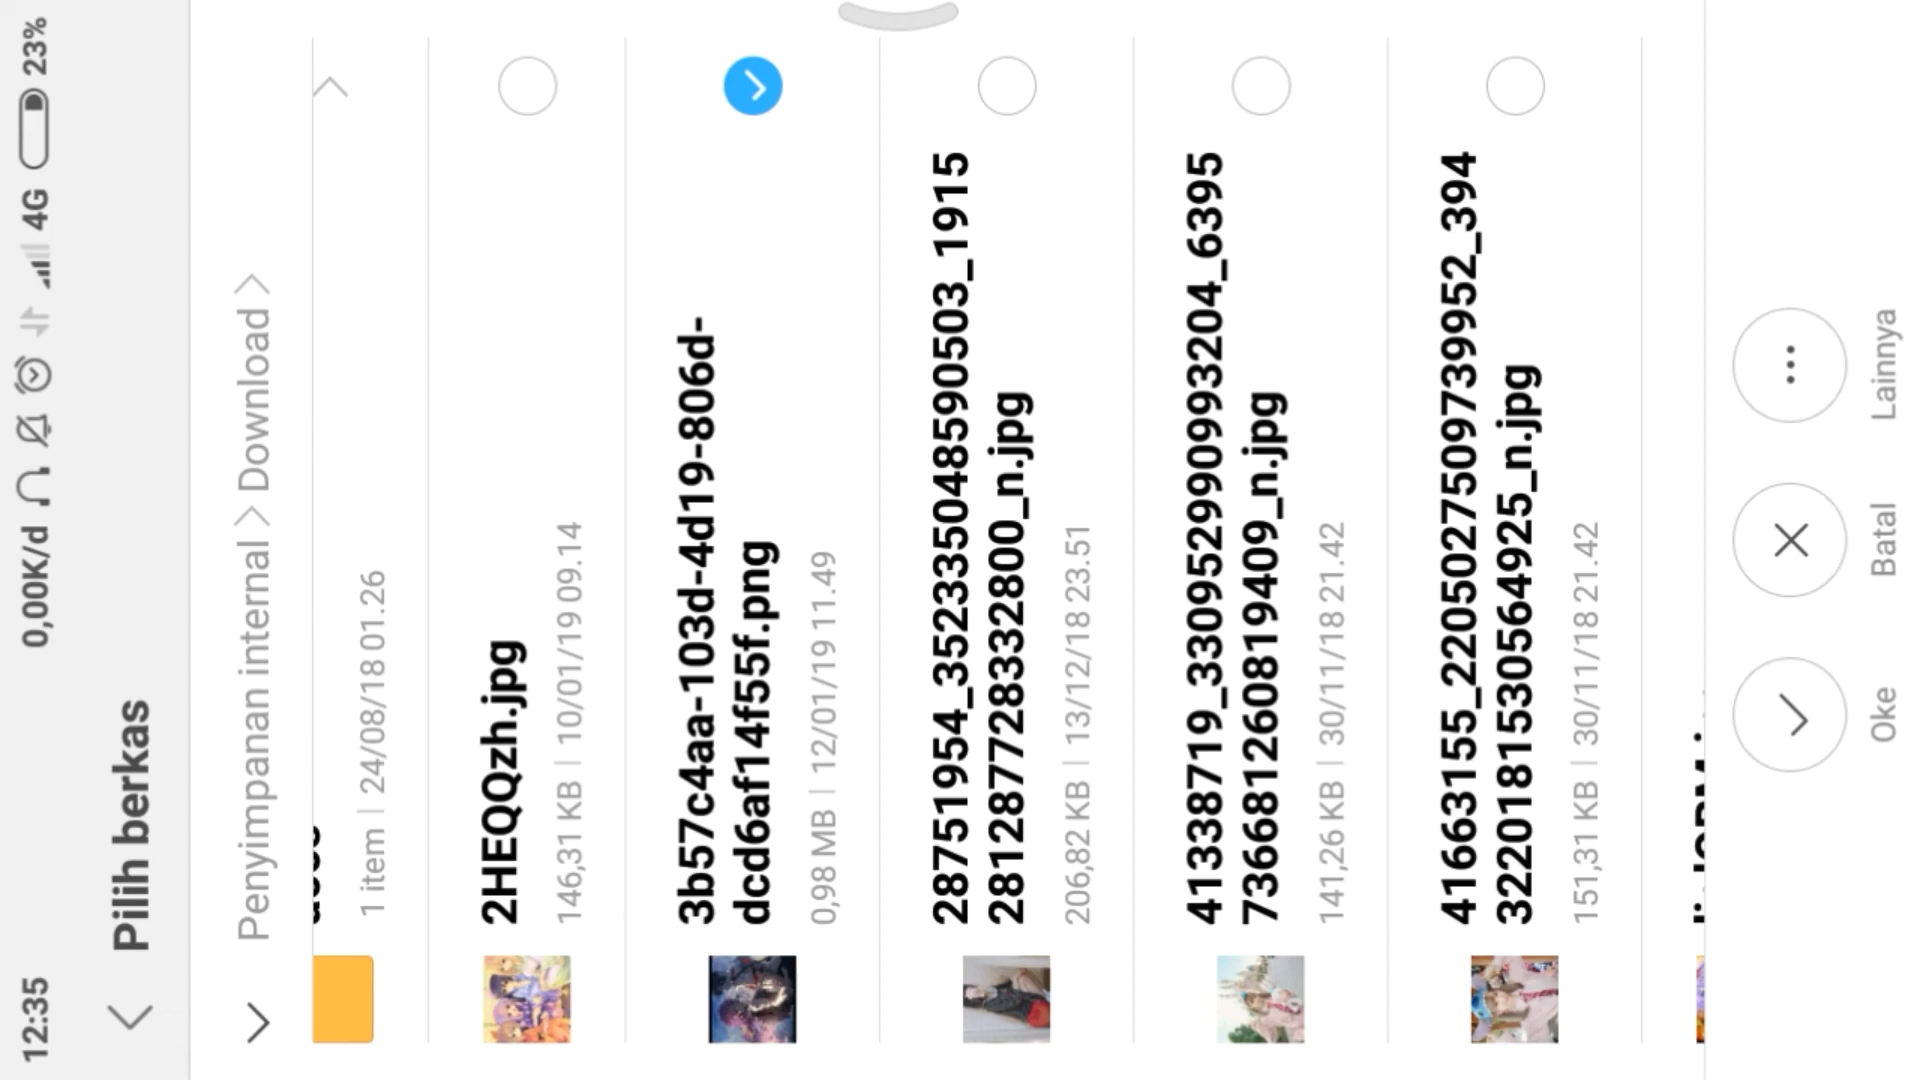 12:35
0,00K/d
4G
23%
Pilih berkas
Penyimpanan internal > Download >
1 item | 24/08/18 01.26
2HEQQzh.jpg
146,31 KB | 10/01/19 09.14
3b57c4aa-103d-4d19-806d-
dcd6af14f55f.png
0,98 MB | 12/01/19 11.49
28751954_352335048590503_1915
281287728332800_n.jpg
206,82 KB | 13/12/18 23.51
41338719_330952990993204_6395
736681260819409_n.jpg
141,26 KB | 30/11/18 21.42
41663155_2205027509739952_394
3220181530564925_n.jpg
151,31 KB | 30/11/18 21.42
Oke
Batal
Lainnya